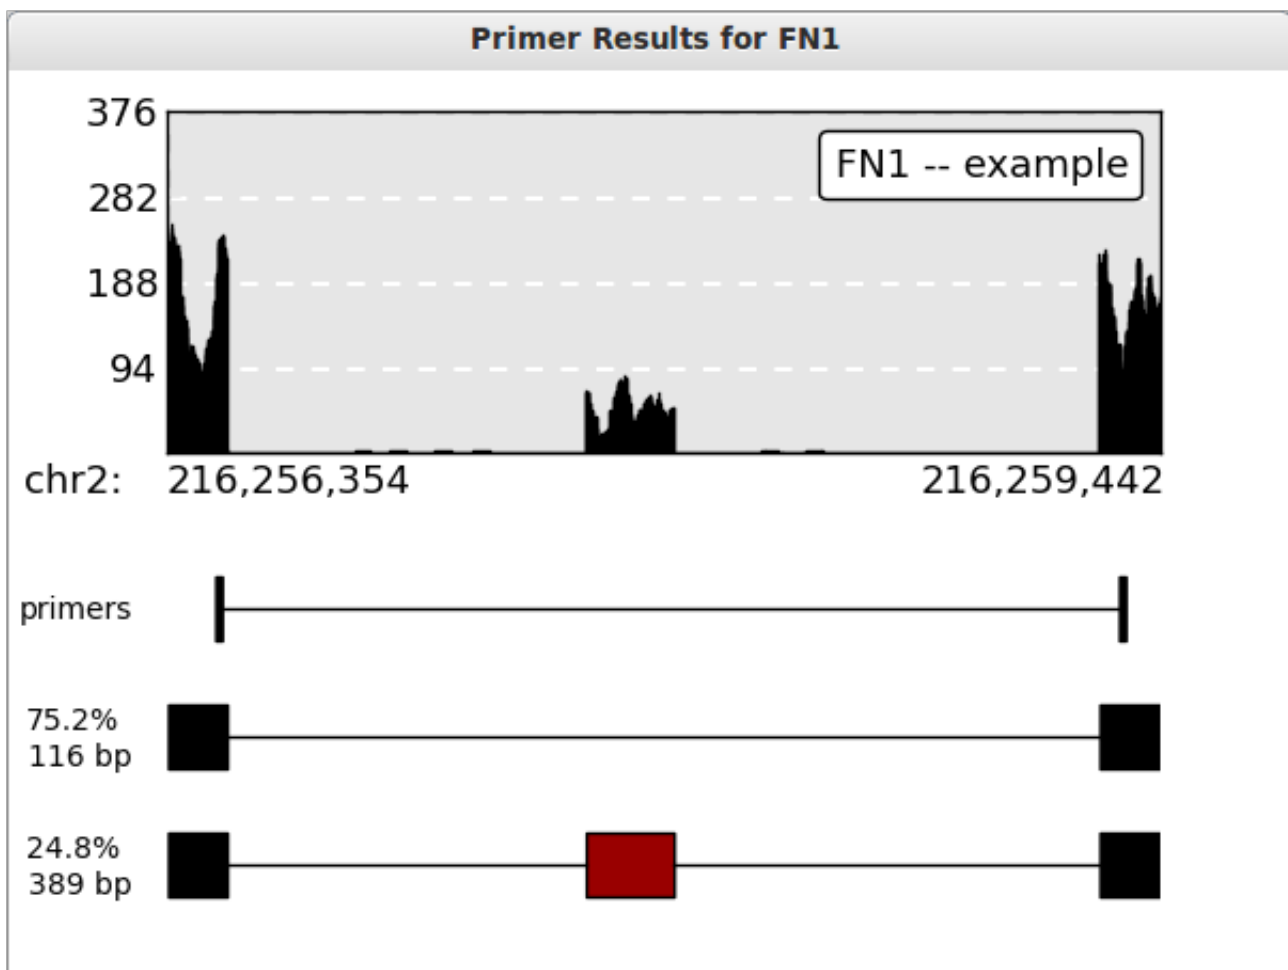 Primer Results for FN1
376
FN1 -- example
282
188
94
chr2: 216,256,354 216,259,442
primers
75.2%
116 bp
24.8%
389 bp